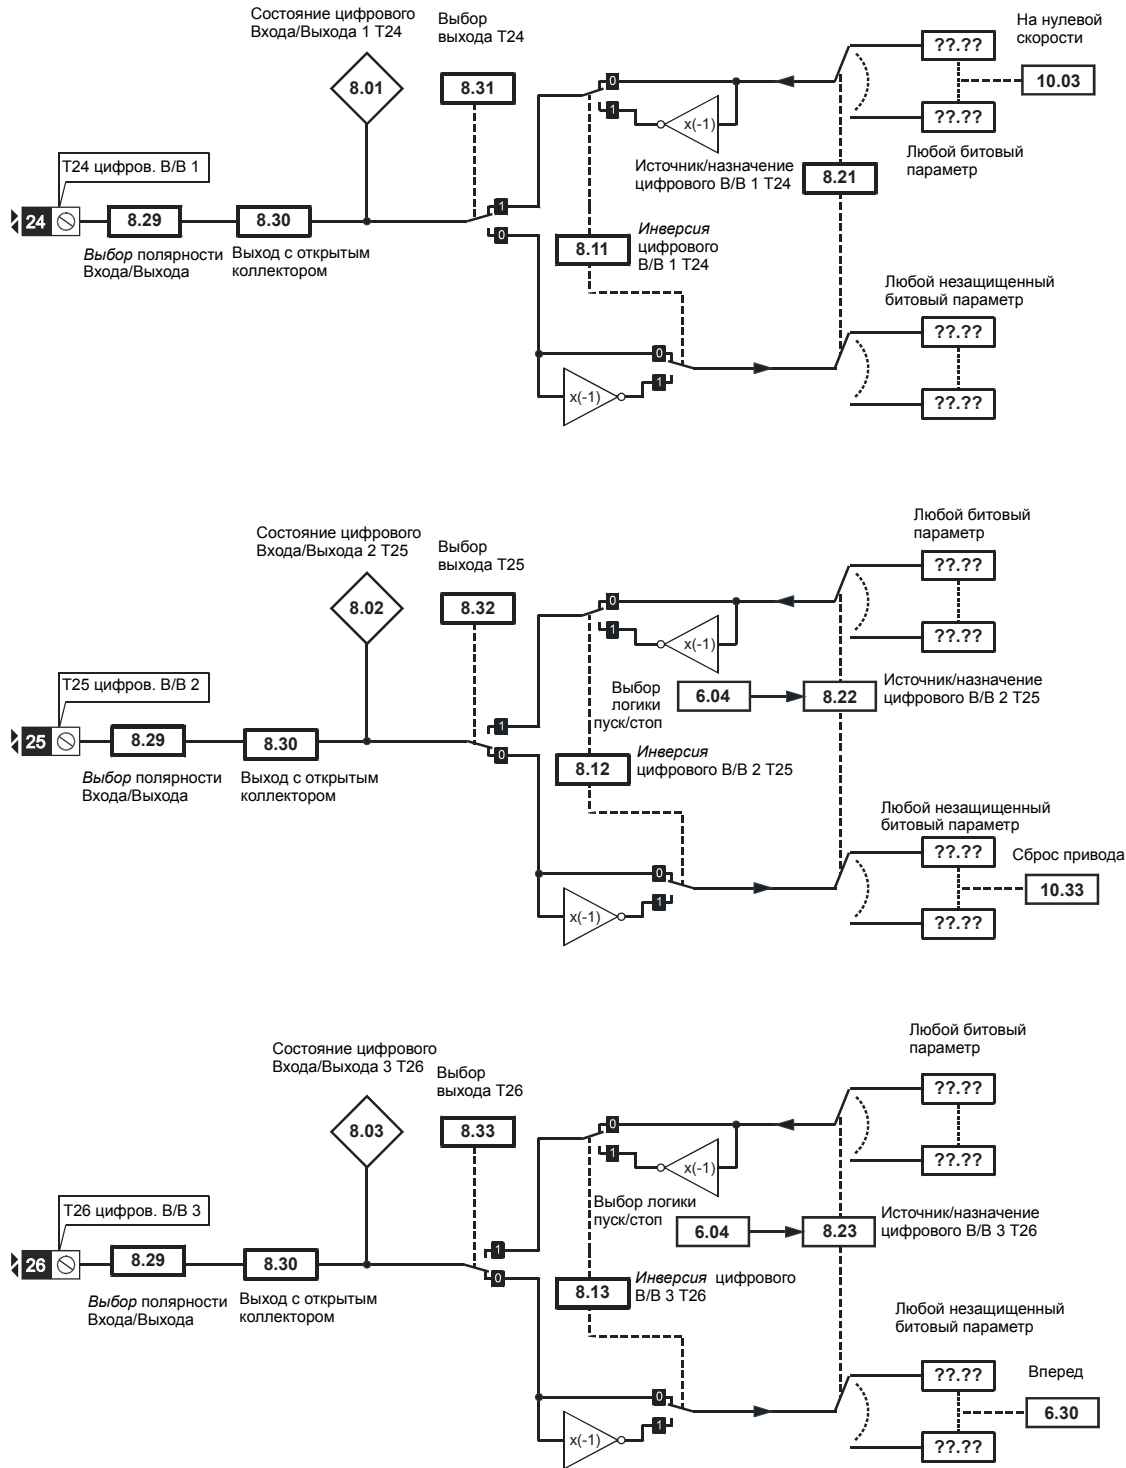 Состояние цифрового
Входа/Выхода 1 T24
Выбор
выхода T24
На нулевой
скорости
8.01
8.31
0
1
x(-1)
??.??
10.03
??.??
T24 цифров. В/В 1
Источник/назначение
цифрового В/В 1 T24
8.21
Любой битовый
параметр
24
8.29
8.30
1
0
8.11
Инверсия
цифрового
В/В 1 T24
Выбор полярности
Входа/Выхода
Выход с открытым
коллектором
Любой незащищенный
битовый параметр
0
1
x(-1)
??.??
??.??
Состояние цифрового
Входа/Выхода 2 T25
Выбор
выхода T25
Любой битовый
параметр
8.02
8.32
0
1
x(-1)
??.??
??.??
T25 цифров. В/В 2
Выбор
логики
пуск/стоп
6.04
8.22
Источник/назначение
цифрового В/В 2 T25
25
8.29
8.30
1
0
8.12
Инверсия
цифрового В/В 2 T25
Выбор полярности
Входа/Выхода
Выход с открытым
коллектором
Любой незащищенный
битовый параметр
0
1
x(-1)
??.??
Сброс привода
10.33
??.??
Состояние цифрового
Входа/Выхода 3 T26
Выбор
выхода T26
Любой битовый
параметр
8.03
8.33
0
1
x(-1)
??.??
??.??
T26 цифров. В/В 3
Выбор логики
пуск/стоп
6.04
8.23
Источник/назначение
цифрового В/В 3 T26
26
8.29
8.30
1
0
8.13
Инверсия цифрового
В/В 3 T26
Выбор полярности
Входа/Выхода
Выход с открытым
коллектором
Любой незащищенный
битовый параметр
0
1
x(-1)
??.??
Вперед
6.30
??.??